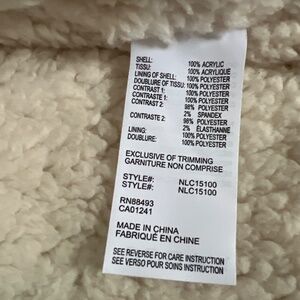 SHELL: 100% ACRYLIC
TISSU: 100% ACRYLIQUE
LINING OF SHELL: 100% POLYESTER
DOUBLURE OF TISSU: 100% POLYESTER
CONTRAST 1: 100% POLYESTER
CONTRASTE 1: 100% POLYESTER
CONTRAST 2: 98% POLYESTER
2% SPANDEX
CONTRASTE 2: 98% POLYESTER
2% ÉLASTHANNE
LINING: 100% POLYESTER
DOUBLURE: 100% POLYESTER
EXCLUSIVE OF TRIMMING
GARNITURE NON COMPRISE
STYLE#: NLC15100
STYLE#: NLC15100
RN88493
CA01241
MADE IN CHINA
FABRIQUÉ EN CHINE
SEE REVERSE FOR CARE INSTRUCTION
SEE VERSO POUR SOINS INSTRUCTION